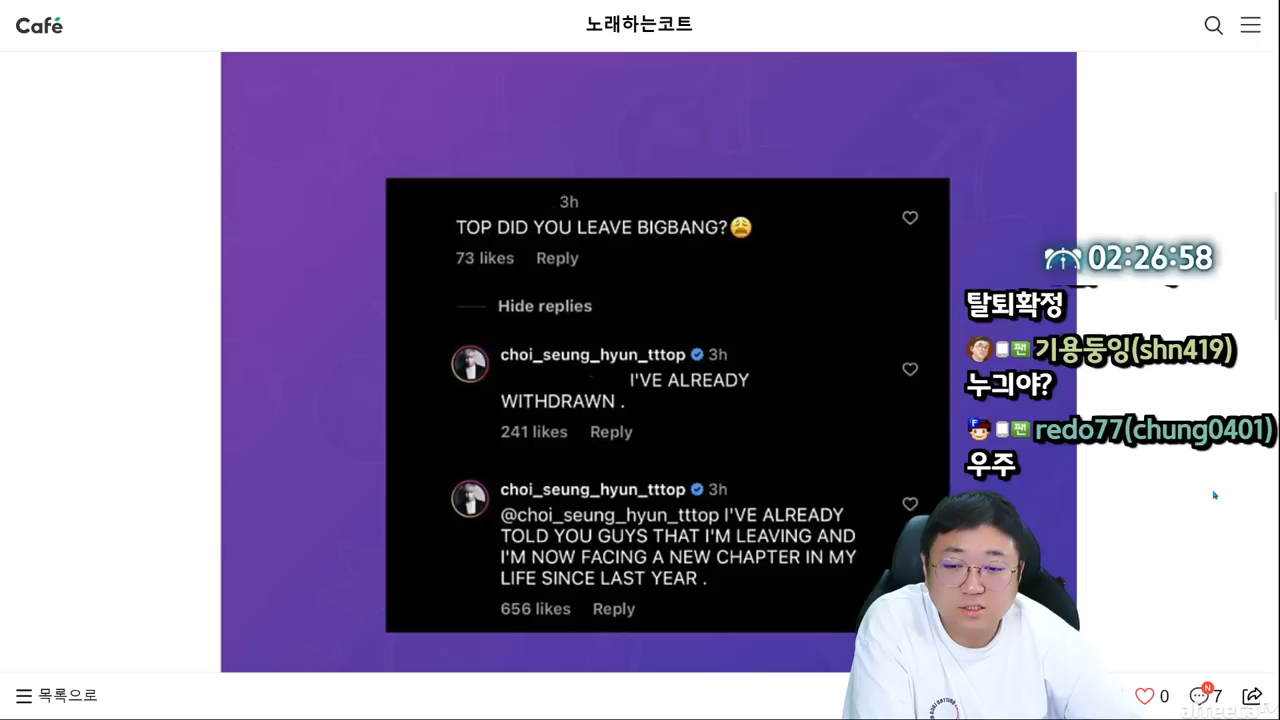 Café
노래하는코트
3h
TOP DID YOU LEAVE BIGBANG?😩
73 likes Reply
Hide replies
choi_seung_hyun_tttop 3h
I'VE ALREADY
WITHDRAWN .
241 likes Reply
choi_seung_hyun_tttop 3h
@choi_seung_hyun_tttop I'VE ALREADY
TOLD YOU GUYS THAT I'M LEAVING AND
I'M NOW FACING A NEW CHAPTER IN MY
LIFE SINCE LAST YEAR .
656 likes Reply
02:26:58
탈퇴확정
팬 기용둥잉(shn419)
누긔야?
팬 redo77(chung0401)
우주
목록으로
0
N
7
afreecaTV